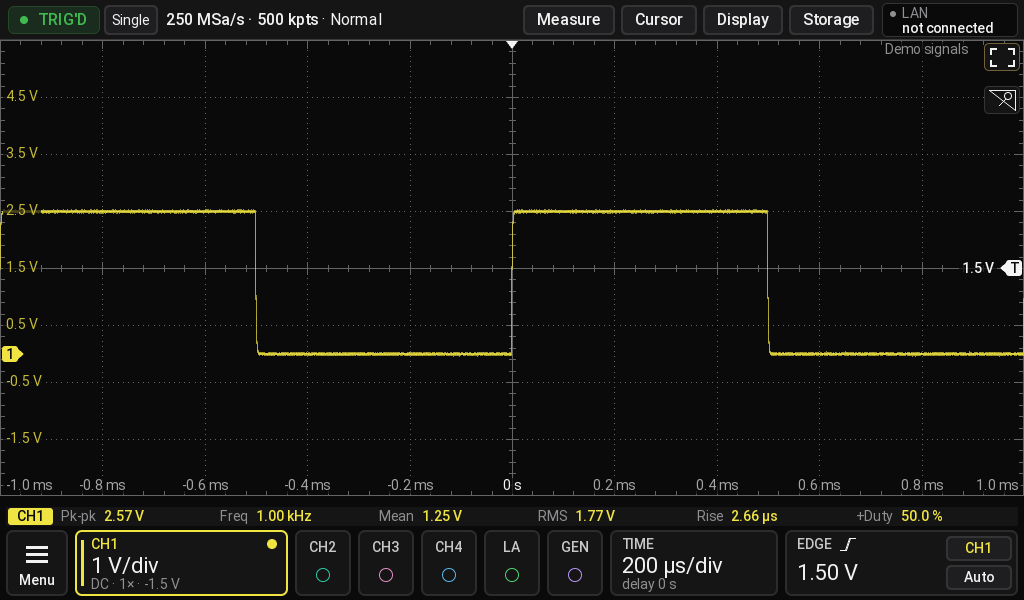 TRIG'D Single 250 MSa/s · 500 kpts · Normal Measure Cursor Display Storage LAN
not connected
Demo signals
4.5 V
3.5 V
2.5 V
1.5 V 1.5 V T
0.5 V
1
-0.5 V
-1.5 V
-1.0 ms -0.8 ms -0.6 ms -0.4 ms -0.2 ms 0 s 0.2 ms 0.4 ms 0.6 ms 0.8 ms 1.0 ms
CH1 Pk-pk 2.57 V Freq 1.00 kHz Mean 1.25 V RMS 1.77 V Rise 2.66 µs +Duty 50.0 %
Menu
CH1
1 V/div
DC · 1× · -1.5 V
CH2 CH3 CH4 LA GEN
TIME
200 µs/div
delay 0 s
EDGE
1.50 V
CH1
Auto